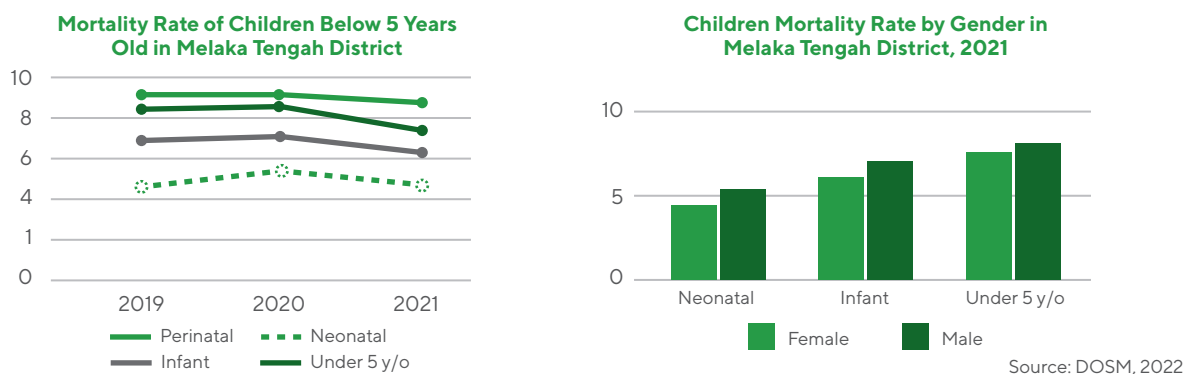 Mortality Rate of Children Below 5 Years
Old in Melaka Tengah District
10
8
6
4
1
0
2019
2020
2021
Perinatal
Neonatal
Infant
Under 5 y/o
Children Mortality Rate by Gender in
Melaka Tengah District, 2021
10
5
0
Neonatal
Infant
Under 5 y/o
Female
Male
Source: DOSM, 2022